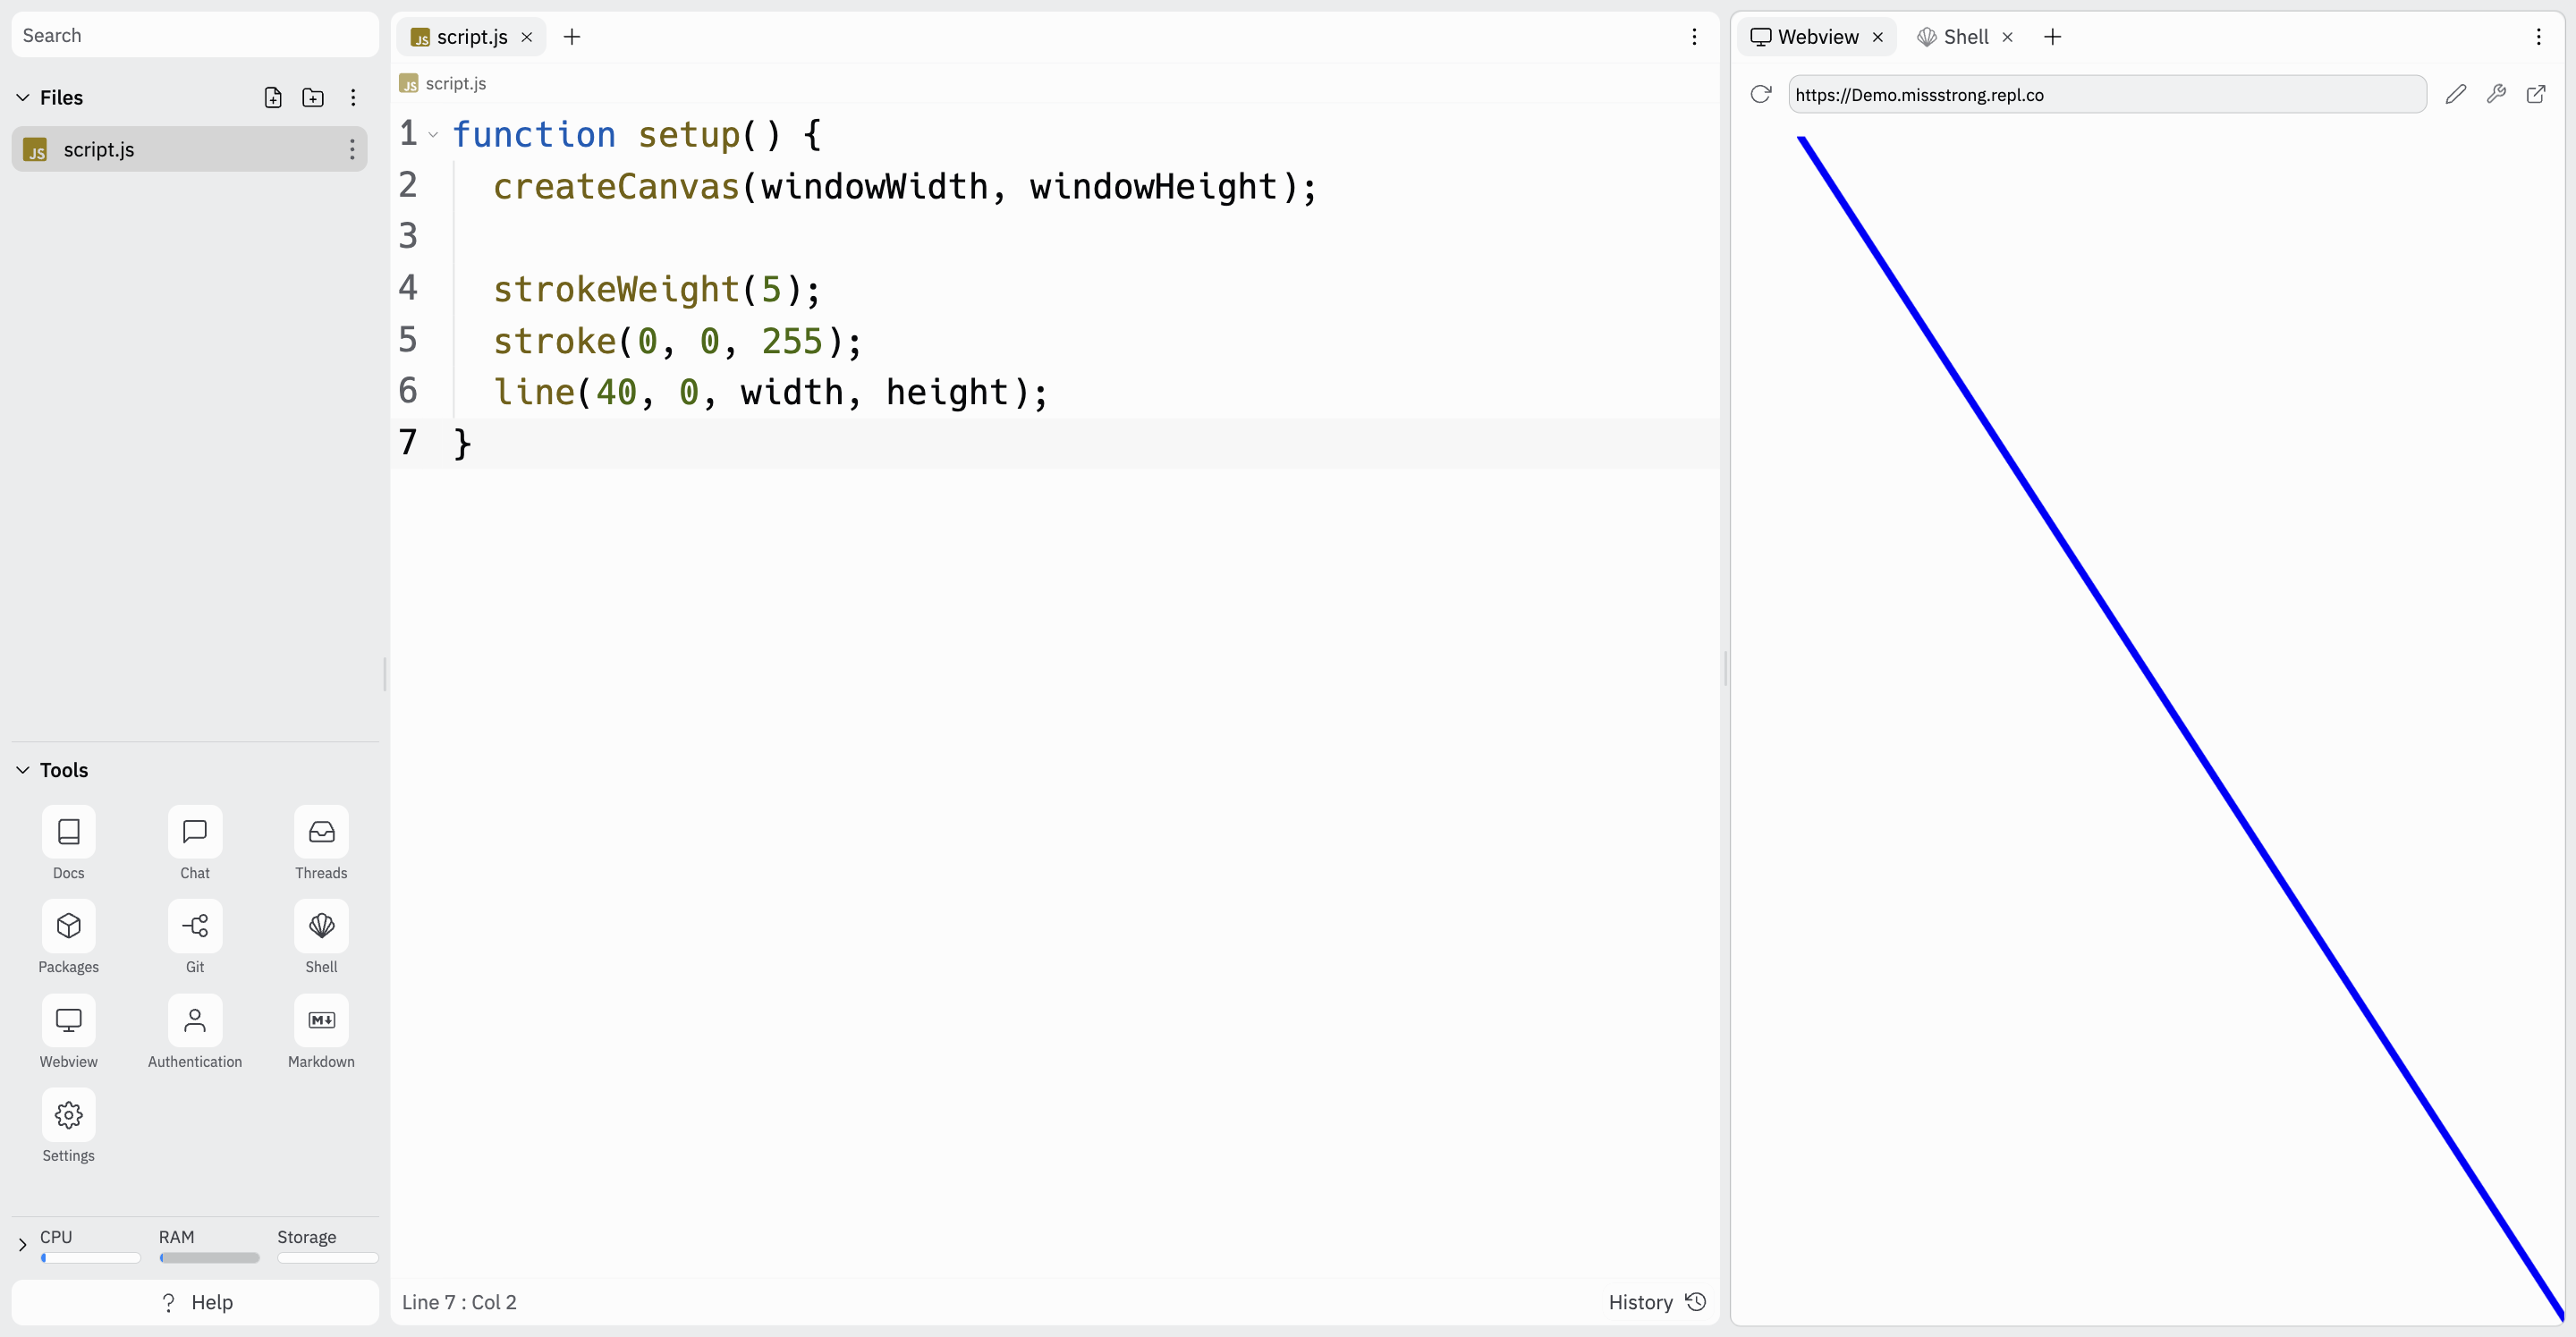 Search
Files
JS script.js
Tools
Docs
Chat
Threads
Packages
Git
Shell
Webview
Authentication
Markdown
Settings
CPU
RAM
Storage
? Help
JS script.js
JS script.js
1 function setup() {
2 createCanvas(windowWidth, windowHeight);
3
4 strokeWeight(5);
5 stroke(0, 0, 255);
6 line(40, 0, width, height);
7 }
Line 7 : Col 2
History
Webview
Shell
https://Demo.missstrong.repl.co